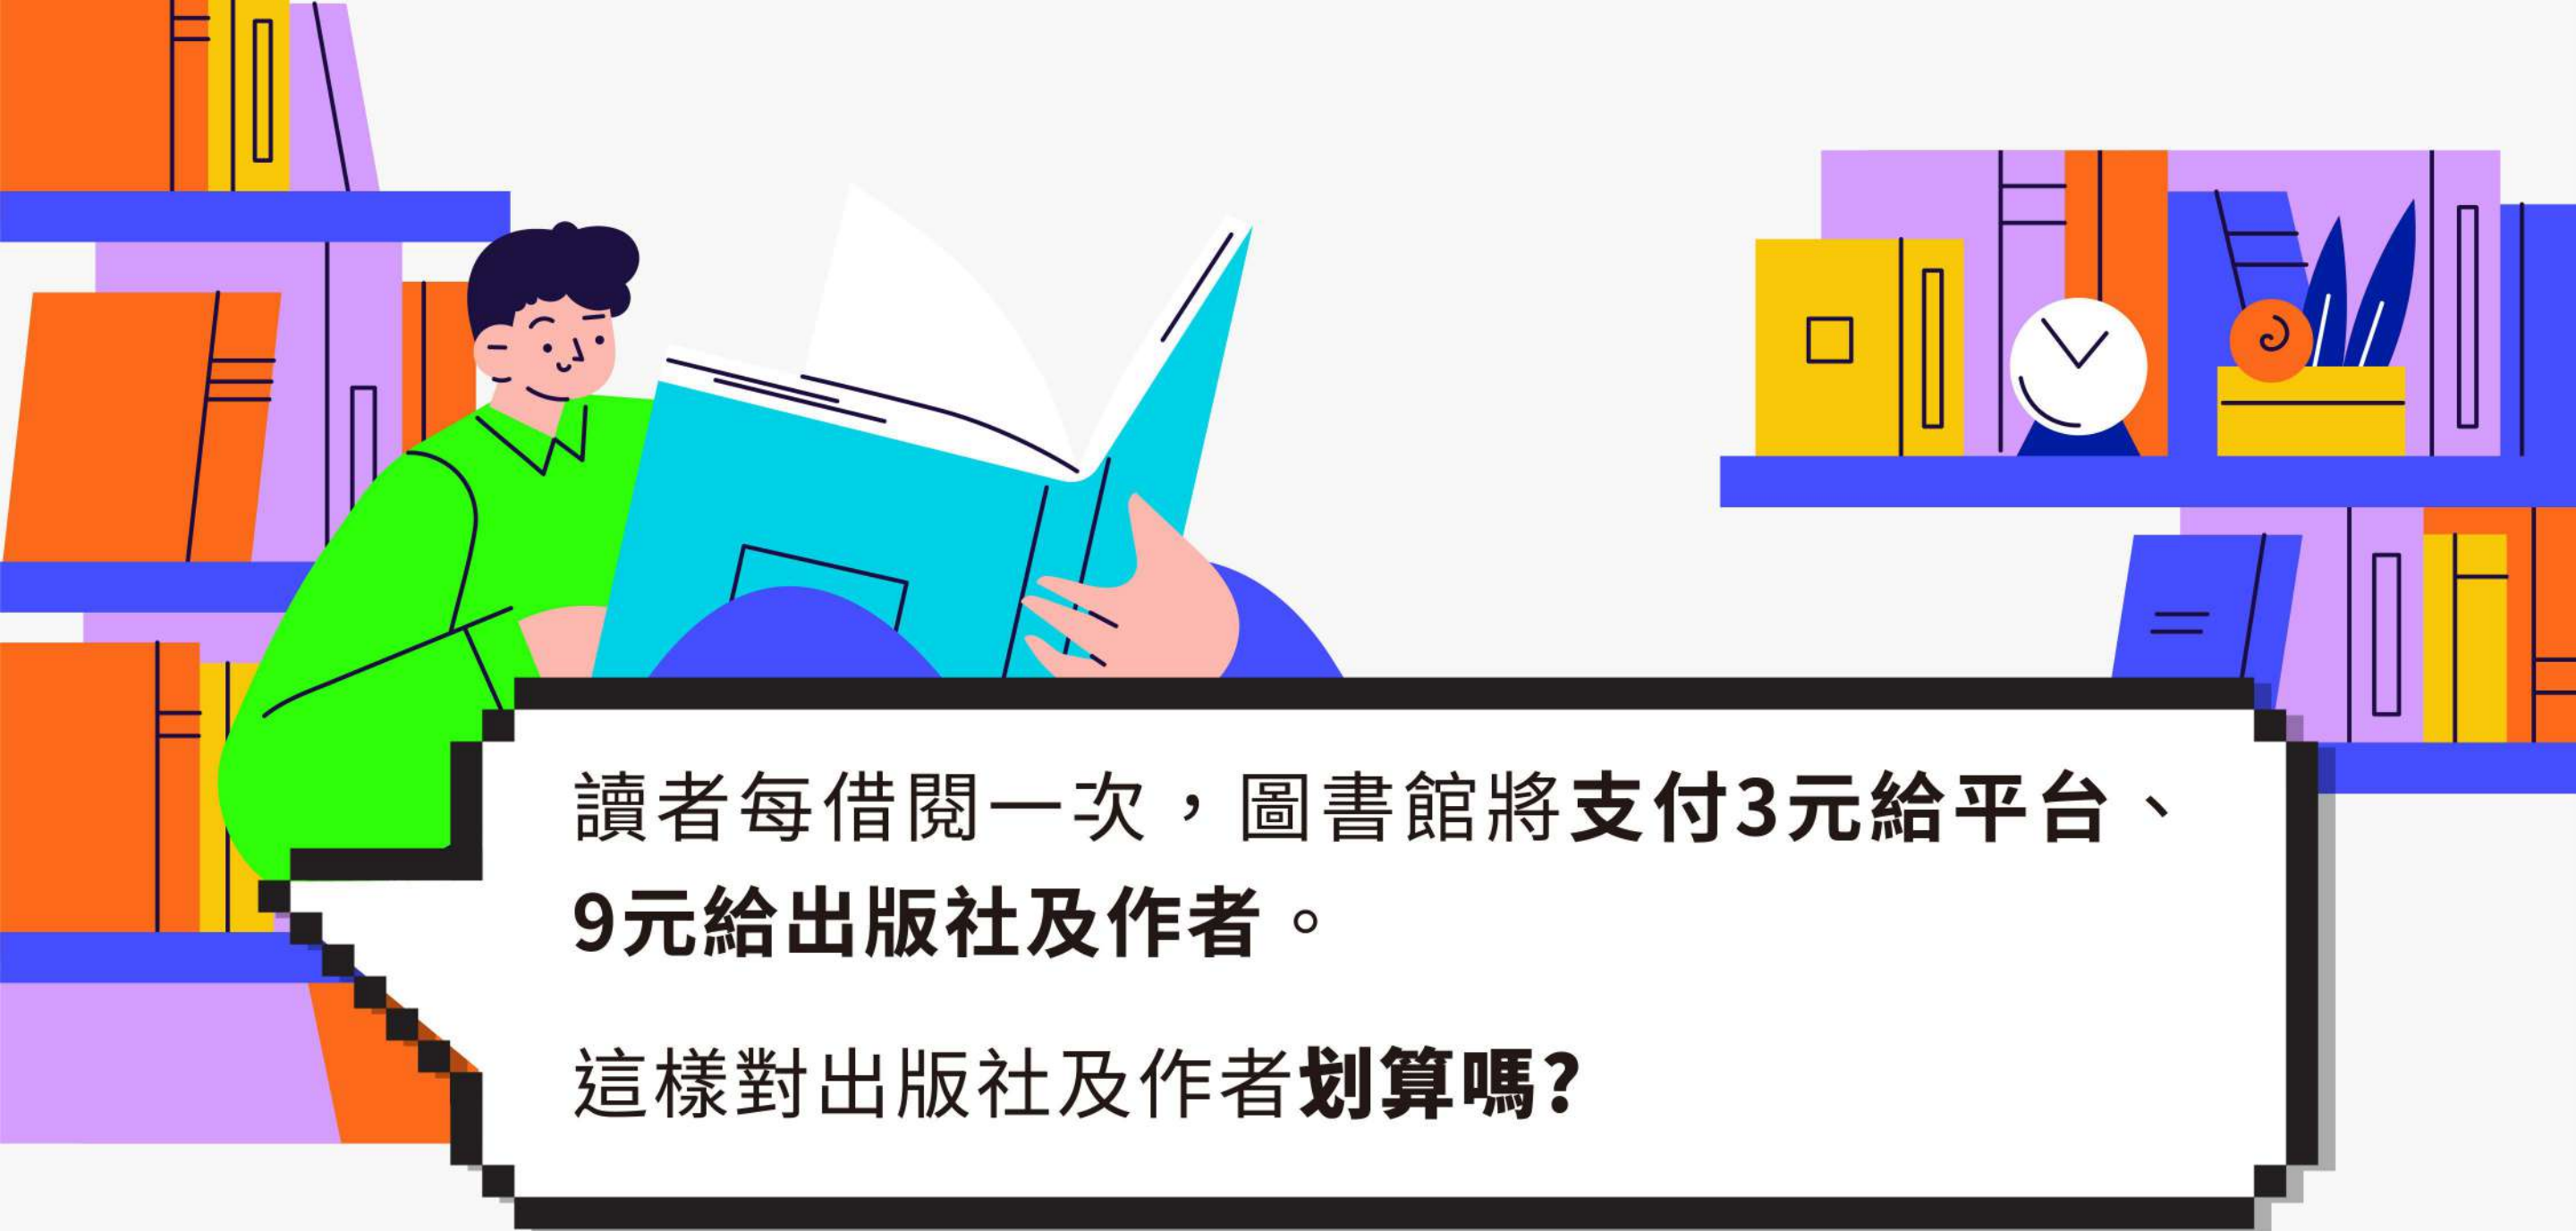 讀者每借閱一次，圖書館將支付3元給平台、
9元給出版社及作者。
這樣對出版社及作者划算嗎?